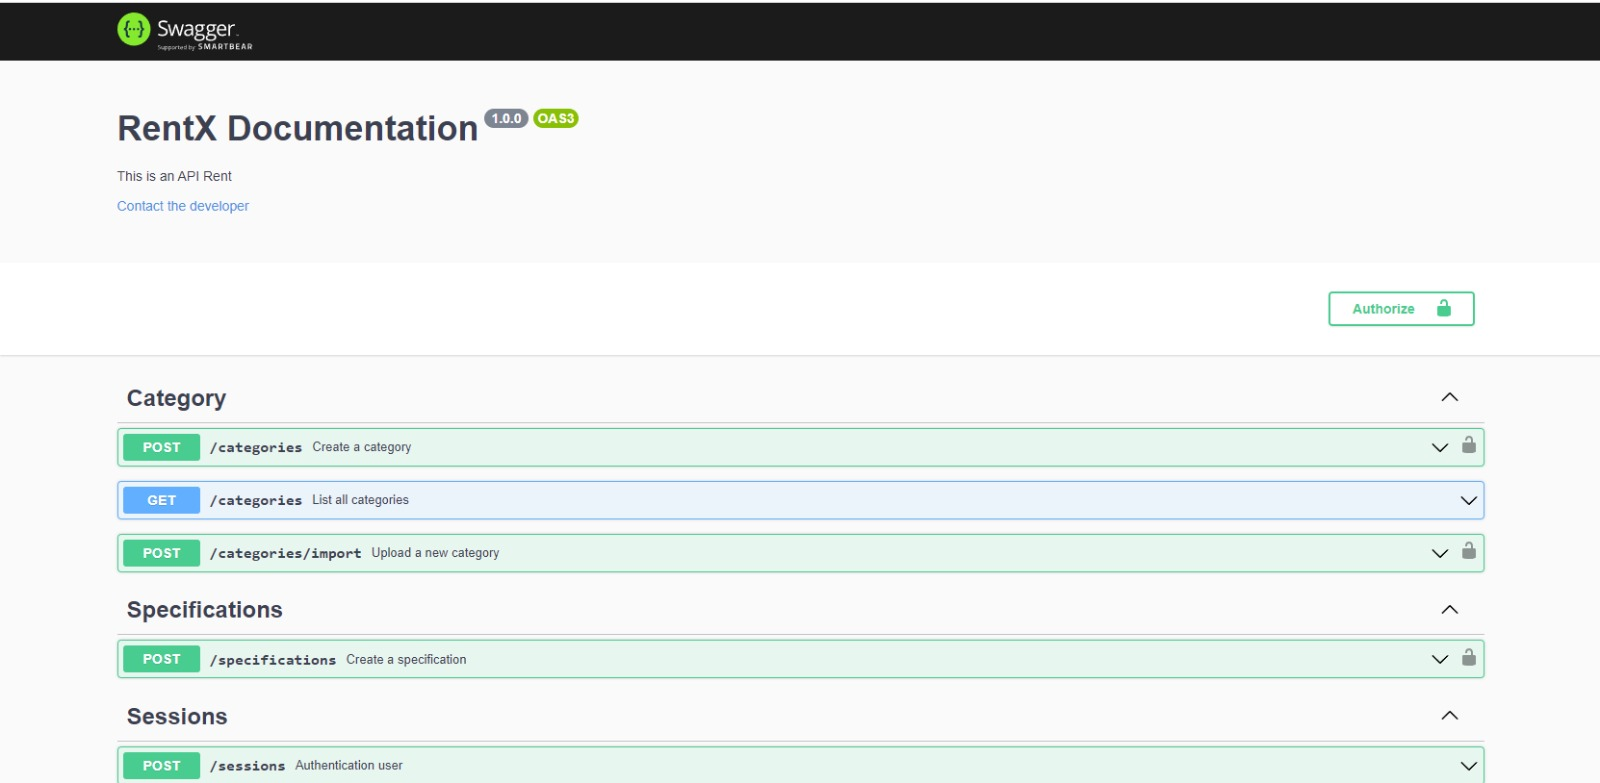 {···} Swagger.
Supported by SMARTBEAR
RentX Documentation 1.0.0 OAS3
This is an API Rent
Contact the developer
Authorize
Category
POST /categories Create a category
GET /categories List all categories
POST /categories/import Upload a new category
Specifications
POST /specifications Create a specification
Sessions
POST /sessions Authentication user